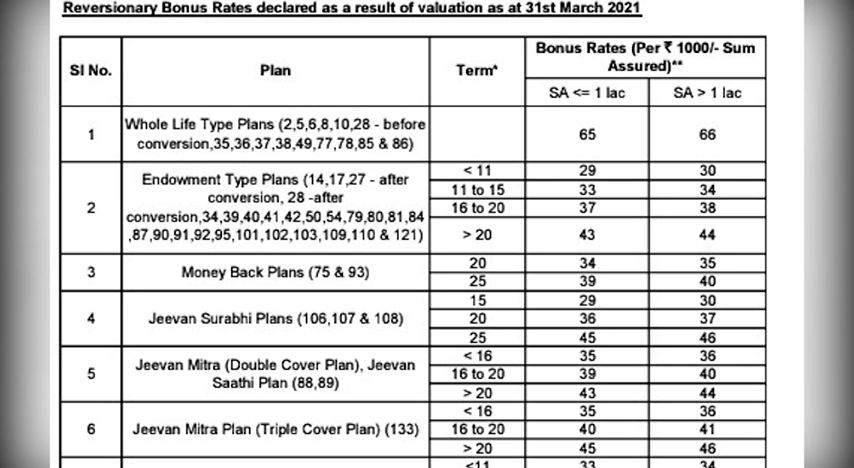 Reversionary Bonus Rates declared as a result of valuation as at 31st March 2021
Sl No. Plan Term* Bonus Rates (Per ₹ 1000/- Sum
Assured)**
SA <= 1 lac SA > 1 lac
1 Whole Life Type Plans (2,5,6,8,10,28 - before
conversion,35,36,37,38,49,77,78,85 & 86) 65 66
2 Endowment Type Plans (14,17,27 - after
conversion, 28 -after
conversion,34,39,40,41,42,50,54,79,80,81,84
,87,90,91,92,95,101,102,103,109,110 & 121)
< 11 29 30
11 to 15 33 34
16 to 20 37 38
> 20 43 44
3 Money Back Plans (75 & 93)
20 34 35
25 39 40
4 Jeevan Surabhi Plans (106,107 & 108)
15 29 30
20 36 37
25 45 46
5 Jeevan Mitra (Double Cover Plan), Jeevan
Saathi Plan (88,89)
< 16 35 36
16 to 20 39 40
> 20 43 44
6 Jeevan Mitra Plan (Triple Cover Plan) (133)
< 16 35 36
16 to 20 40 41
> 20 45 46
<11 33 34